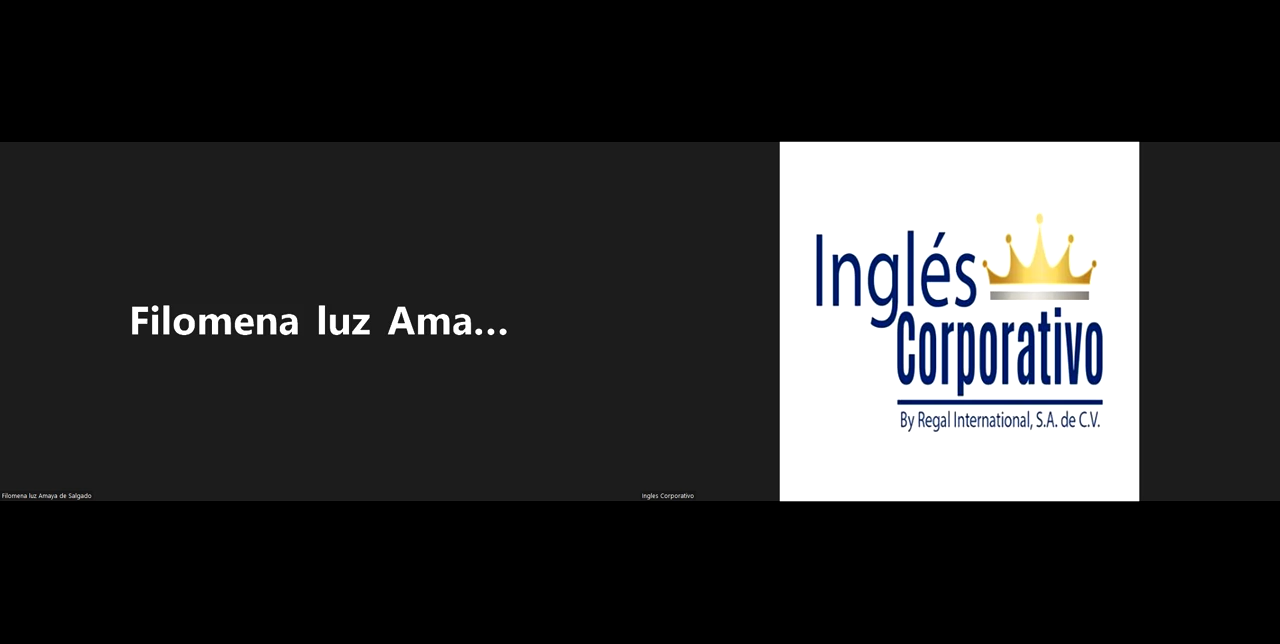 Filomena luz Ama...
Inglés
Corporativo
By Regal International, S.A. de C.V.
Filomena luz Amaya de Salgado
Ingles Corporativo